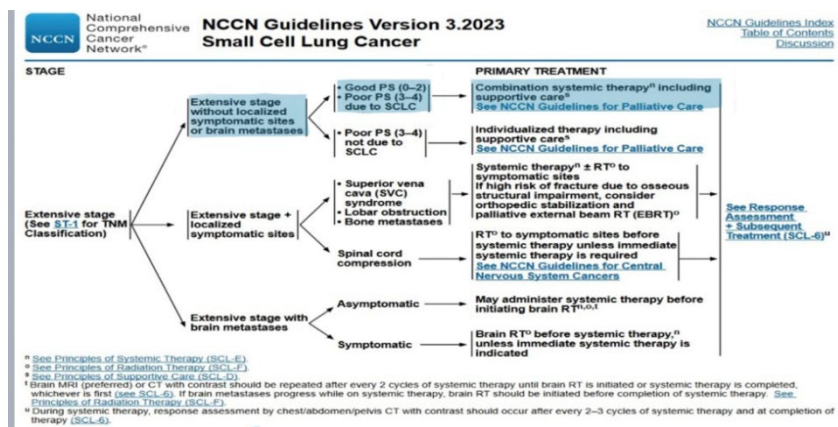 NCCN
National
Comprehensive
Cancer
Network®
NCCN Guidelines Version 3.2023
Small Cell Lung Cancer
NCCN Guidelines Index
Table of Contents
Discussion
STAGE
PRIMARY TREATMENT
Extensive stage
(See ST-1 for TNM
Classification)
Extensive stage
without localized
symptomatic sites
or brain metastases
• Good PS (0–2)
• Poor PS (3–4)
due to SCLC
Combination systemic therapyⁿ including
supportive careˢ
See NCCN Guidelines for Palliative Care
• Poor PS (3–4)
not due to
SCLC
Individualized therapy including
supportive careˢ
See NCCN Guidelines for Palliative Care
Extensive stage +
localized
symptomatic sites
• Superior vena
cava (SVC)
syndrome
• Lobar obstruction
• Bone metastases
Systemic therapyⁿ ± RTᵒ to
symptomatic sites
If high risk of fracture due to osseous
structural impairment, consider
orthopedic stabilization and
palliative external beam RT (EBRT)ᵒ
Spinal cord
compression
RTᵒ to symptomatic sites before
systemic therapy unless immediate
systemic therapy is required
See NCCN Guidelines for Central
Nervous System Cancers
Extensive stage with
brain metastases
Asymptomatic
May administer systemic therapy before
initiating brain RTⁿ,ᵒ,ᵗ
Symptomatic
Brain RTᵒ before systemic therapy,ⁿ
unless immediate systemic therapy is
indicated
See Response
Assessment
+ Subsequent
Treatment (SCL-6)ᵘ
ⁿ See Principles of Systemic Therapy (SCL-E).
ᵒ See Principles of Radiation Therapy (SCL-F).
ˢ See Principles of Supportive Care (SCL-D).
ᵗ Brain MRI (preferred) or CT with contrast should be repeated after every 2 cycles of systemic therapy until brain RT is initiated or systemic therapy is completed,
whichever is first (see SCL-6). If brain metastases progress while on systemic therapy, brain RT should be initiated before completion of systemic therapy. See
Principles of Radiation Therapy (SCL-F).
ᵘ During systemic therapy, response assessment by chest/abdomen/pelvis CT with contrast should occur after every 2–3 cycles of systemic therapy and at completion of
therapy (SCL-6).